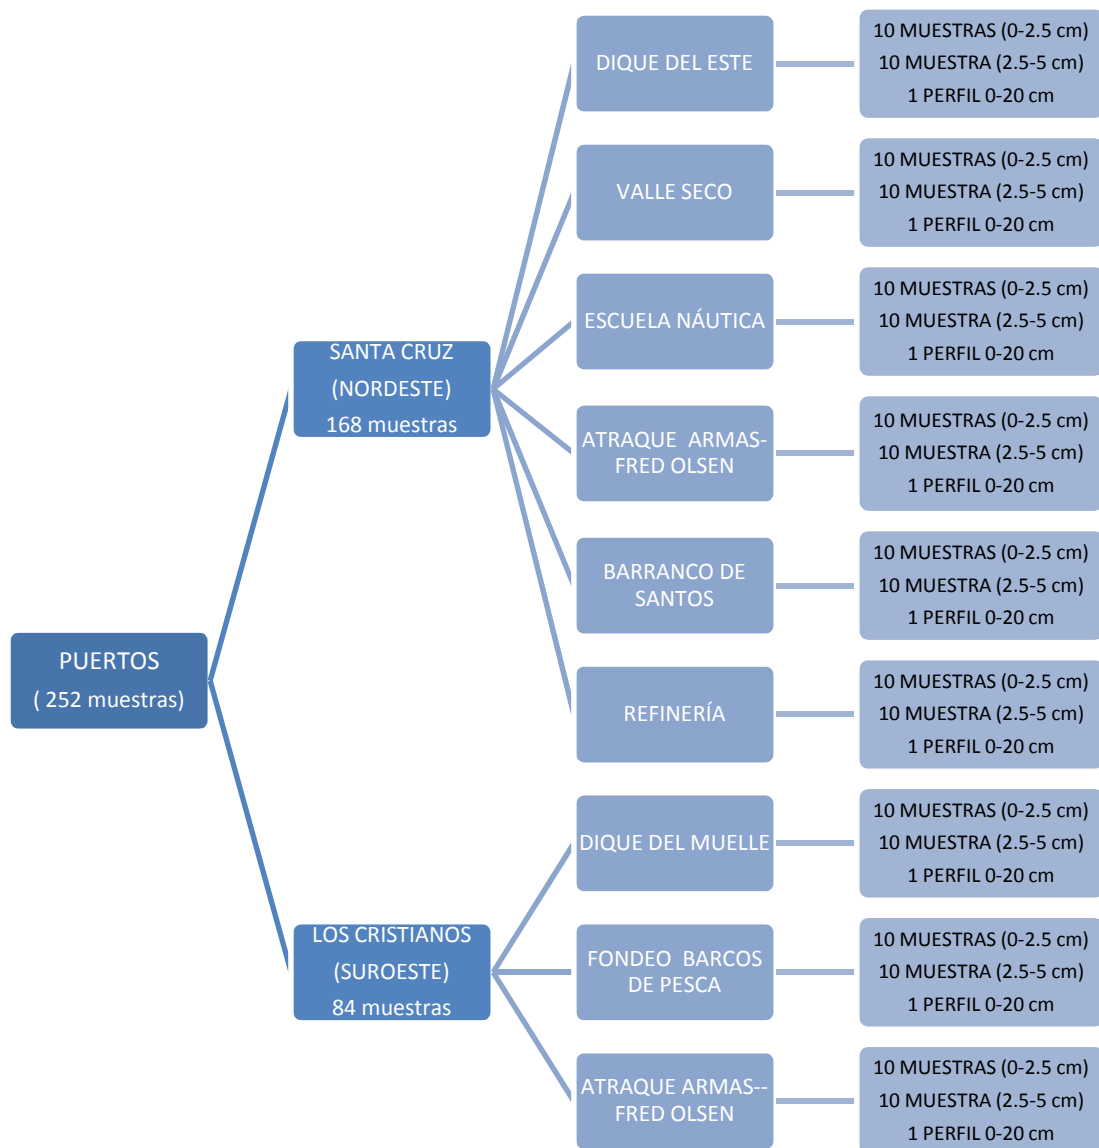 PUERTOS
( 252 muestras)
SANTA CRUZ
(NORDESTE)
168 muestras
DIQUE DEL ESTE
10 MUESTRAS (0-2.5 cm)
10 MUESTRA (2.5-5 cm)
1 PERFIL 0-20 cm
VALLE SECO
10 MUESTRAS (0-2.5 cm)
10 MUESTRA (2.5-5 cm)
1 PERFIL 0-20 cm
ESCUELA NÁUTICA
10 MUESTRAS (0-2.5 cm)
10 MUESTRA (2.5-5 cm)
1 PERFIL 0-20 cm
ATRAQUE ARMAS-
FRED OLSEN
10 MUESTRAS (0-2.5 cm)
10 MUESTRA (2.5-5 cm)
1 PERFIL 0-20 cm
BARRANCO DE
SANTOS
10 MUESTRAS (0-2.5 cm)
10 MUESTRA (2.5-5 cm)
1 PERFIL 0-20 cm
REFINERÍA
10 MUESTRAS (0-2.5 cm)
10 MUESTRA (2.5-5 cm)
1 PERFIL 0-20 cm
LOS CRISTIANOS
(SUROESTE)
84 muestras
DIQUE DEL MUELLE
10 MUESTRAS (0-2.5 cm)
10 MUESTRA (2.5-5 cm)
1 PERFIL 0-20 cm
FONDEO BARCOS
DE PESCA
10 MUESTRAS (0-2.5 cm)
10 MUESTRA (2.5-5 cm)
1 PERFIL 0-20 cm
ATRAQUE ARMAS--
FRED OLSEN
10 MUESTRAS (0-2.5 cm)
10 MUESTRA (2.5-5 cm)
1 PERFIL 0-20 cm